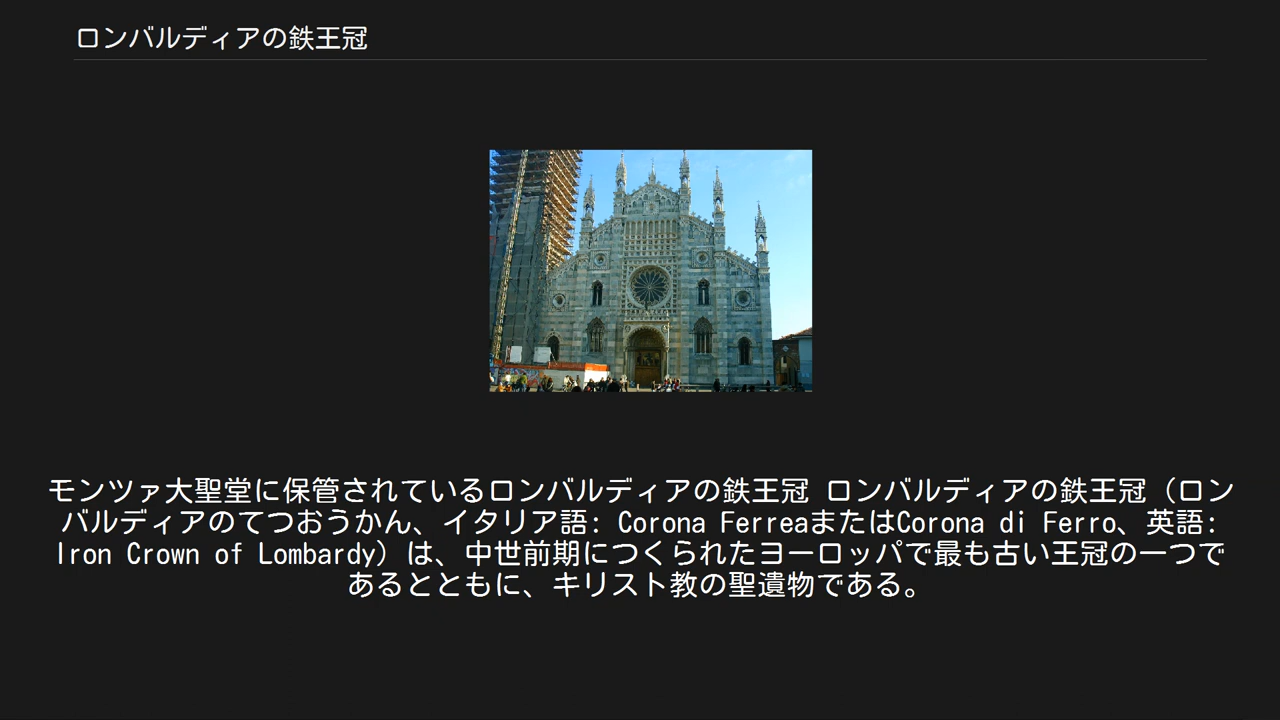 ロンバルディアの鉄王冠
モンツァ大聖堂に保管されているロンバルディアの鉄王冠 ロンバルディアの鉄王冠（ロン
バルディアのてつおうかん、イタリア語: Corona FerreaまたはCorona di Ferro、英語:
Iron Crown of Lombardy）は、中世前期につくられたヨーロッパで最も古い王冠の一つで
あるとともに、キリスト教の聖遺物である。